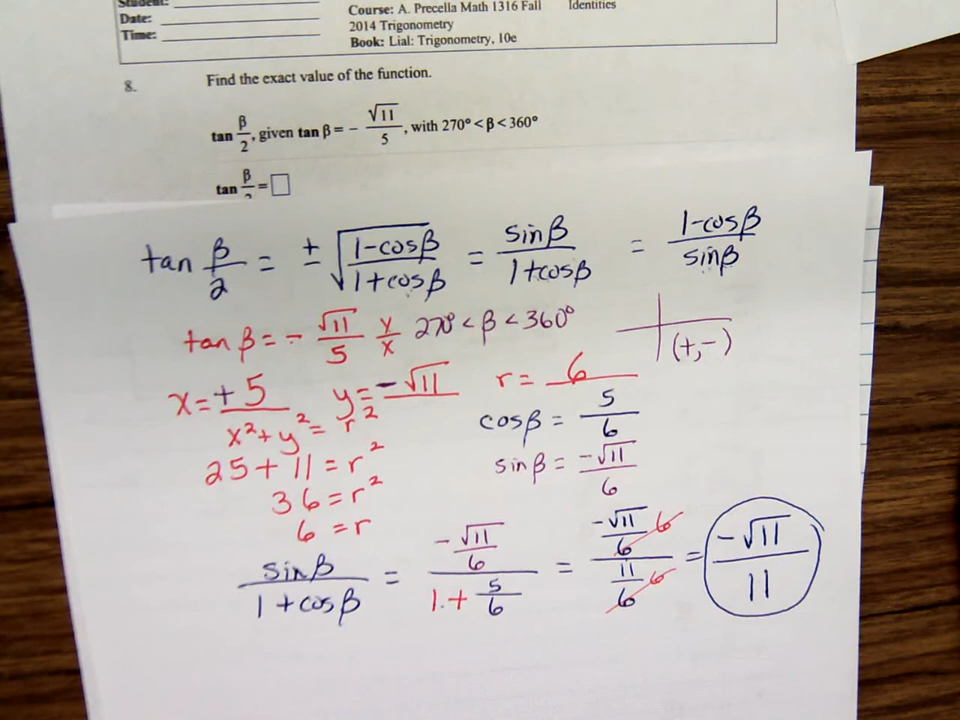 Student:
Date:
Time:
Course: A. Precella Math 1316 Fall
2014 Trigonometry
Book: Lial: Trigonometry, 10e
Identities
8. Find the exact value of the function.
tan β/2, given tan β = - √11/5, with 270° < β < 360°
tan β/2 = □
tan β/2 = ± √((1-cosβ)/(1+cosβ)) = sinβ/(1+cosβ) = (1-cosβ)/sinβ
tan β = - √11/5 y/x 270° < β < 360° (+,-)
x = +5 y = -√11 r = 6
x² + y² = r² cosβ = 5/6
25 + 11 = r² sinβ = -√11/6
36 = r²
6 = r
sinβ/(1+cosβ) = (-√11/6)/(1 + 5/6) = (-√11/6 6)/(11/6 6) = -√11/11